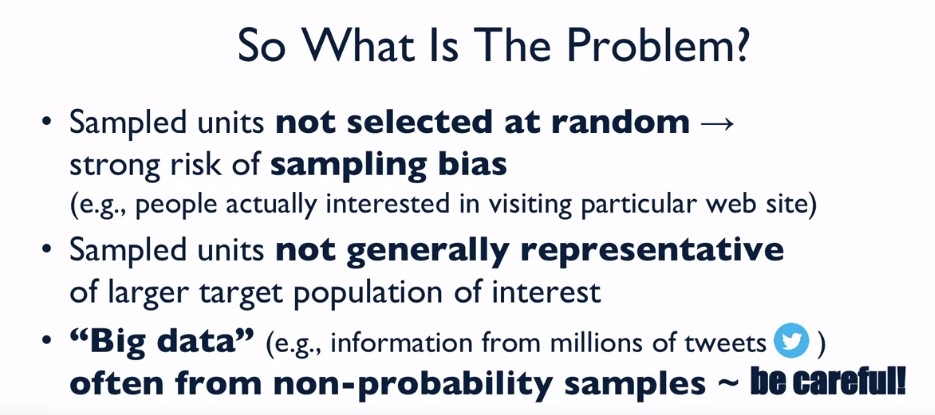 So What Is The Problem?
• Sampled units not selected at random →
strong risk of sampling bias
(e.g., people actually interested in visiting particular web site)
• Sampled units not generally representative
of larger target population of interest
• “Big data” (e.g., information from millions of tweets )
often from non-probability samples ~ be careful!